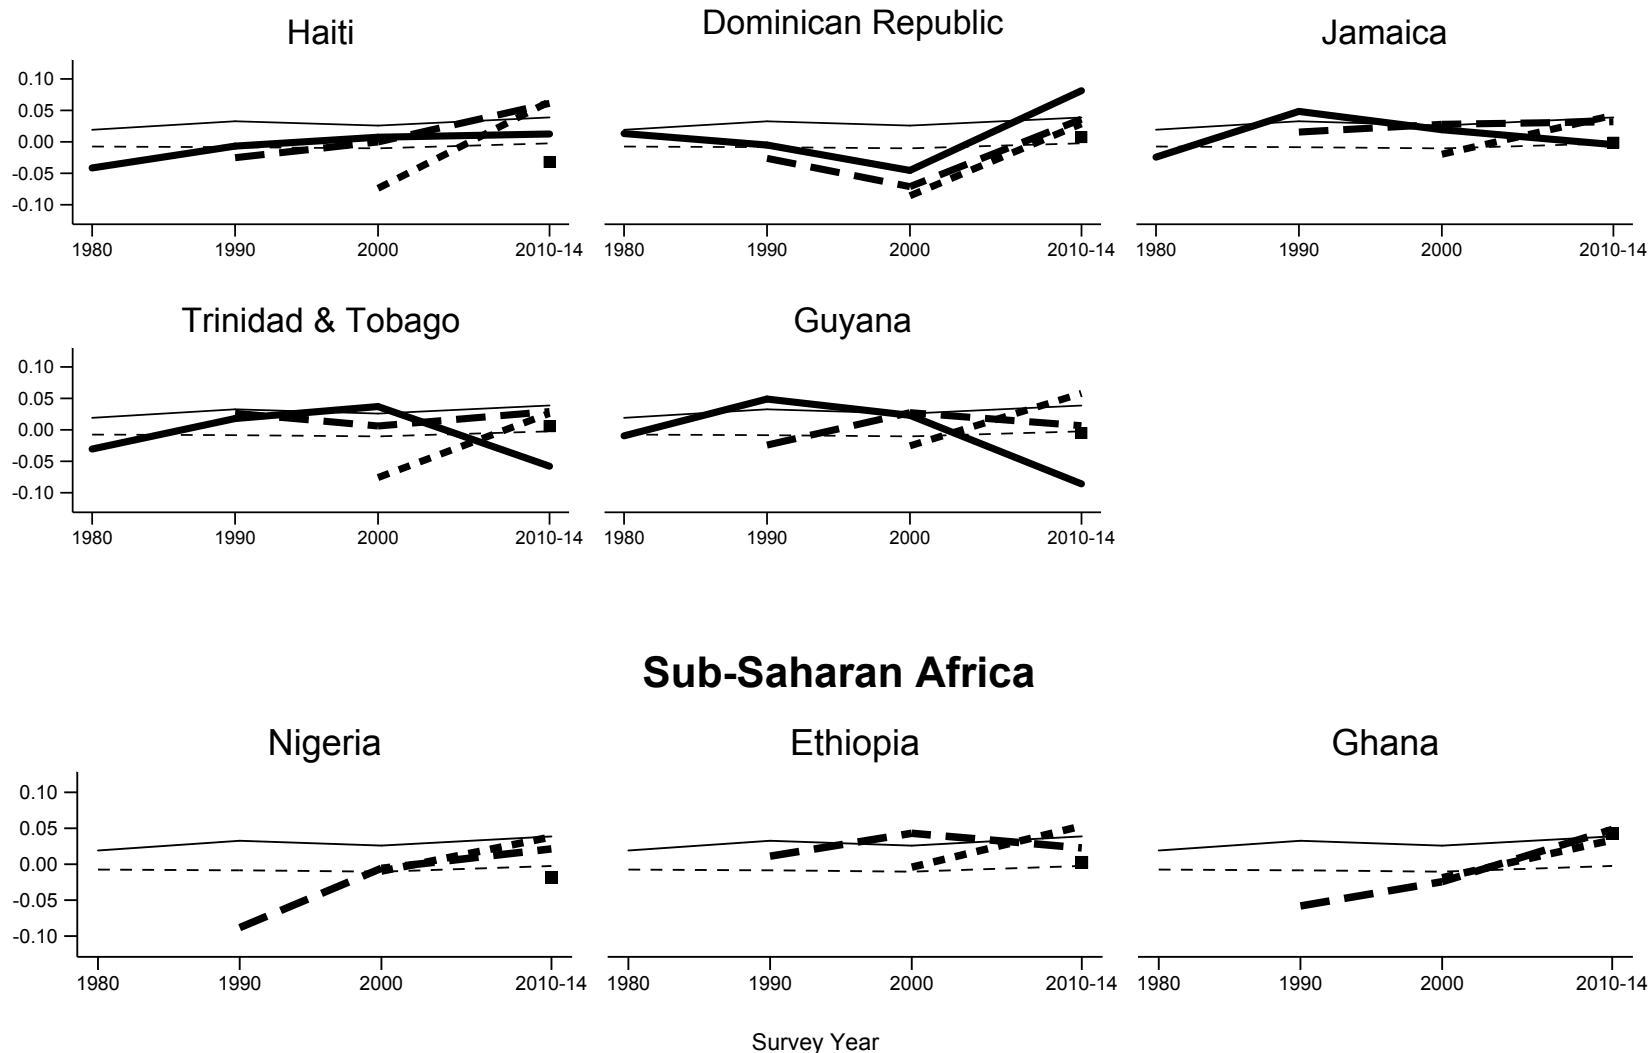 Haiti
Dominican Republic
Jamaica
0.10
0.05
0.00
-0.05
-0.10
1980 1990 2000 2010-14
1980 1990 2000 2010-14
1980 1990 2000 2010-14
Trinidad & Tobago
Guyana
0.10
0.05
0.00
-0.05
-0.10
1980 1990 2000 2010-14
1980 1990 2000 2010-14
Sub-Saharan Africa
Nigeria
Ethiopia
Ghana
0.10
0.05
0.00
-0.05
-0.10
1980 1990 2000 2010-14
1980 1990 2000 2010-14
1980 1990 2000 2010-14
Survey Year